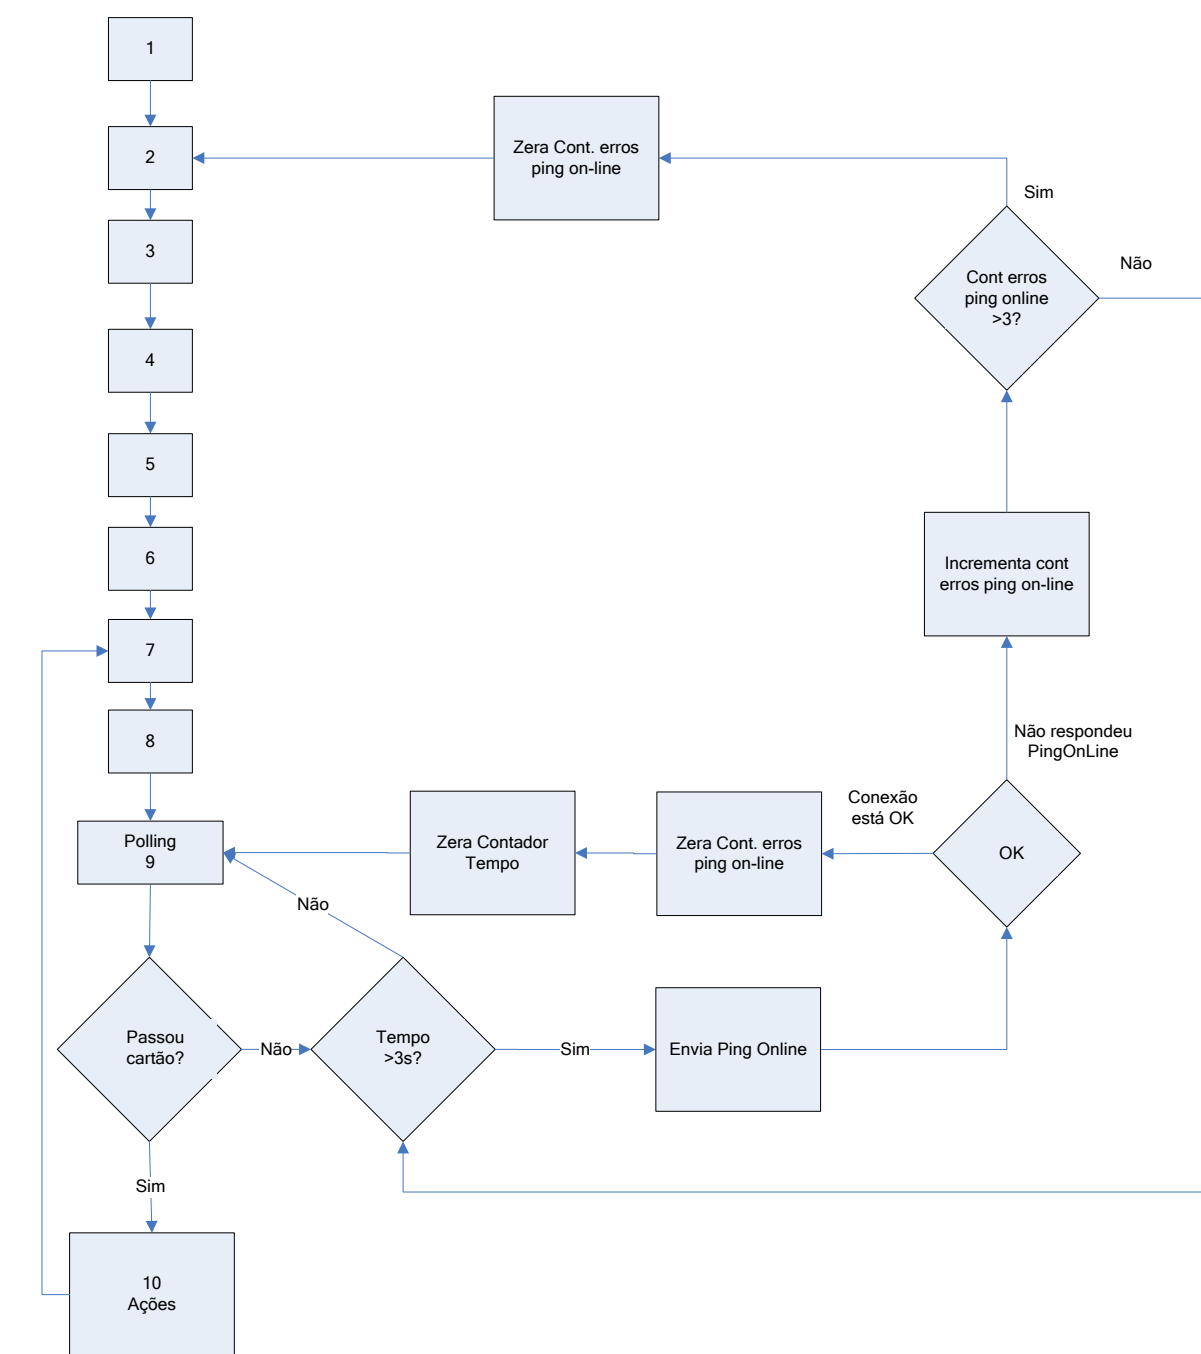 1
2
Zera Cont. erros
ping on-line
Sim
3
Não
Cont erros
ping online
>3?
4
5
6
Incrementa cont
erros ping on-line
7
Não respondeu
PingOnLine
8
Conexão
está OK
Polling
9
Zera Contador
Tempo
Zera Cont. erros
ping on-line
OK
Não
Passou
cartão?
Não
Tempo
>3s?
Sim
Envia Ping Online
Sim
10
Ações